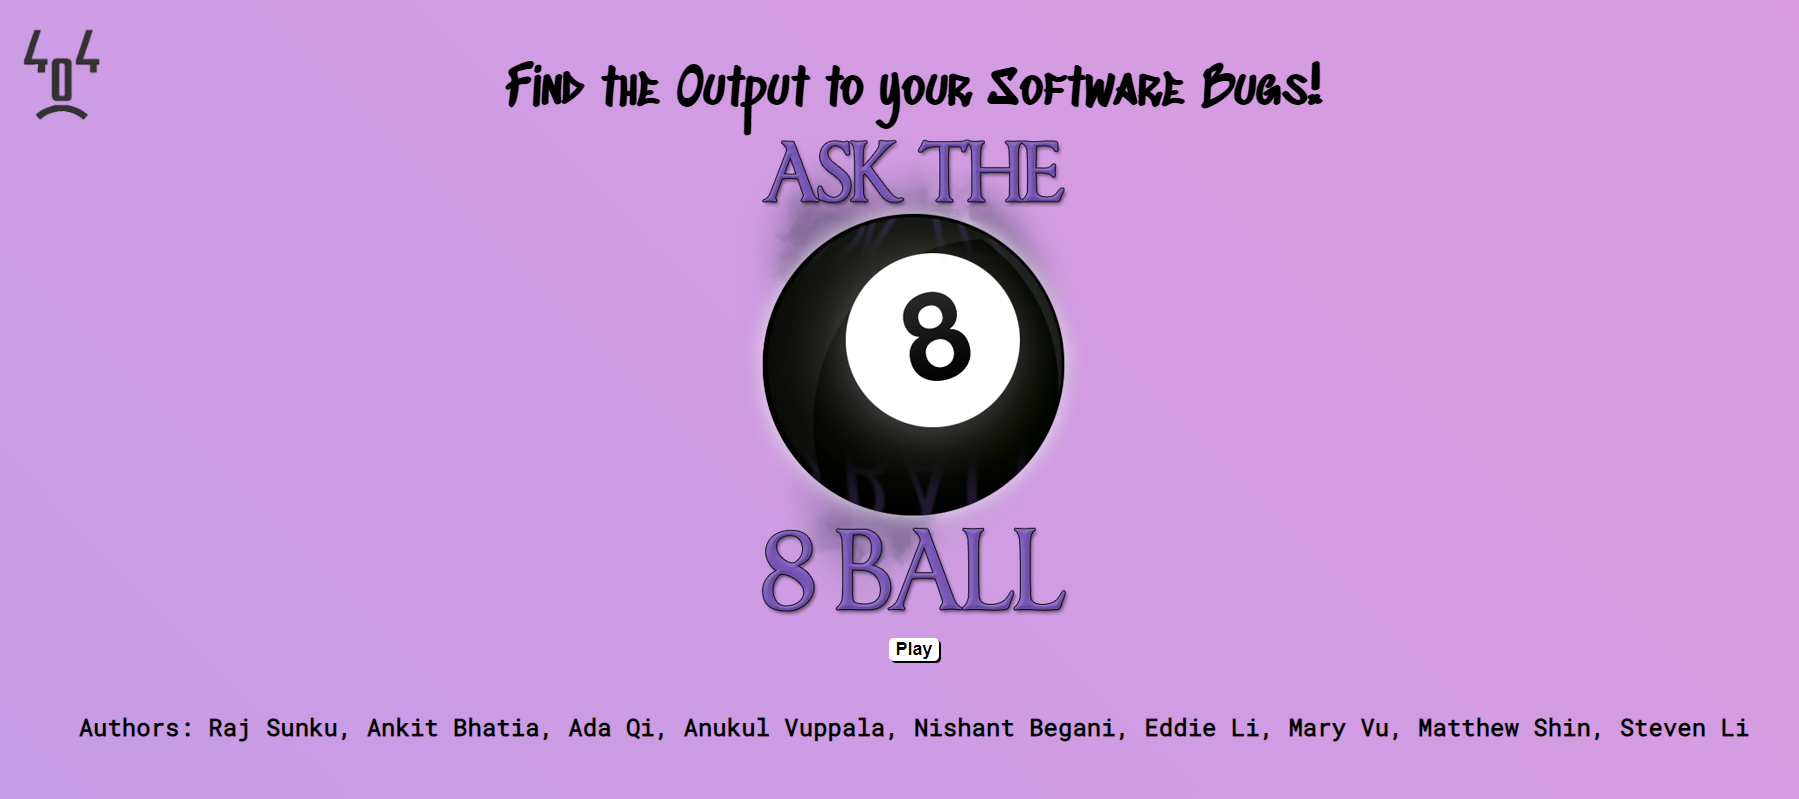 404
Find the Output to your Software Bugs!
ASK THE
8
8 BALL
Play
Authors: Raj Sunku, Ankit Bhatia, Ada Qi, Anukul Vuppala, Nishant Begani, Eddie Li, Mary Vu, Matthew Shin, Steven Li